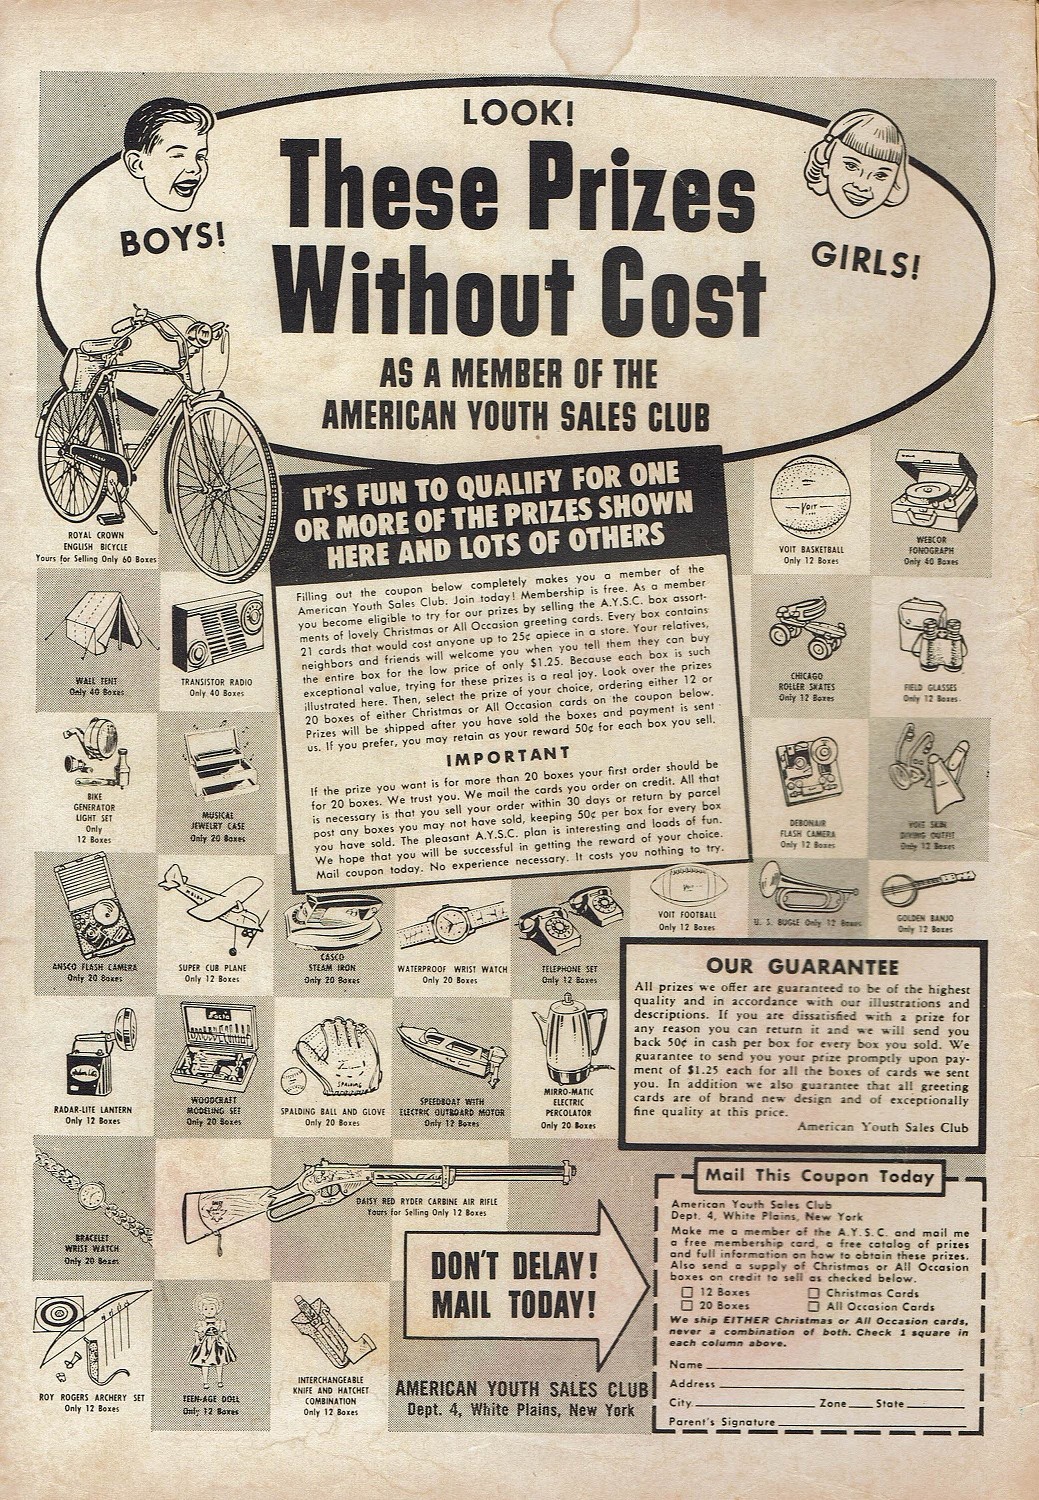 LOOK!
These Prizes
Without Cost
BOYS!
GIRLS!
AS A MEMBER OF THE
AMERICAN YOUTH SALES CLUB
IT'S FUN TO QUALIFY FOR ONE
OR MORE OF THE PRIZES SHOWN
HERE AND LOTS OF OTHERS
Filling out the coupon below completely makes you a member of the
American Youth Sales Club. Join today! Membership is free. As a member
you become eligible to try for our prizes by selling the A.Y.S.C. box assort-
ments of lovely Christmas or All Occasion greeting cards. Every box contains
21 cards that would cost anyone up to 25¢ apiece in a store. Your relatives,
neighbors and friends will welcome you when you tell them they can buy
the entire box for the low price of only $1.25. Because each box is such
exceptional value, trying for these prizes is a real joy. Look over the prizes
illustrated here. Then, select the prize of your choice, ordering either 12 or
20 boxes of either Christmas or All Occasion cards on the coupon below.
Prizes will be shipped after you have sold the boxes and payment is sent
us. If you prefer, you may retain as your reward 50¢ for each box you sell.
IMPORTANT
If the prize you want is for more than 20 boxes your first order should be
for 20 boxes. We trust you. We mail the cards you order on credit. All that
is necessary is that you sell your order within 30 days or return by parcel
post any boxes you may not have sold, keeping 50¢ per box for every box
you have sold. The pleasant A.Y.S.C. plan is interesting and loads of fun.
We hope that you will be successful in getting the reward of your choice.
Mail coupon today. No experience necessary. It costs you nothing to try.
ROYAL CROWN
ENGLISH BICYCLE
Yours for Selling Only 60 Boxes
Voit
VOIT BASKETBALL
Only 12 Boxes
WEBCOR
FONOGRAPH
Only 40 Boxes
WALL TENT
Only 40 Boxes
TRANSISTOR RADIO
Only 40 Boxes
CHICAGO
ROLLER SKATES
Only 12 Boxes
FIELD GLASSES
Only 12 Boxes
BIKE
GENERATOR
LIGHT SET
Only
12 Boxes
MUSICAL
JEWELRY CASE
Only 20 Boxes
DEBONAIR
FLASH CAMERA
Only 12 Boxes
VOIT SKIN
DIVING OUTFIT
Only 12 Boxes
ANSCO FLASH CAMERA
Only 20 Boxes
SUPER CUB PLANE
Only 12 Boxes
CASCO
STEAM IRON
Only 20 Boxes
WATERPROOF WRIST WATCH
Only 20 Boxes
TELEPHONE SET
Only 12 Boxes
VOIT FOOTBALL
Only 12 Boxes
U. S. BUGLE Only 12 Boxes
GOLDEN BANJO
Only 12 Boxes
RADAR-LITE LANTERN
Only 12 Boxes
X-acto
WOODCRAFT
MODELING SET
Only 20 Boxes
SPALDING
SPALDING BALL AND GLOVE
Only 20 Boxes
SPEEDBOAT WITH
ELECTRIC OUTBOARD MOTOR
Only 12 Boxes
MIRRO-MATIC
ELECTRIC
PERCOLATOR
Only 20 Boxes
OUR GUARANTEE
All prizes we offer are guaranteed to be of the highest
quality and in accordance with our illustrations and
descriptions. If you are dissatisfied with a prize for
any reason you can return it and we will send you
back 50¢ in cash per box for every box you sold. We
guarantee to send you your prize promptly upon pay-
ment of $1.25 each for all the boxes of cards we sent
you. In addition we also guarantee that all greeting
cards are of brand new design and of exceptionally
fine quality at this price.
American Youth Sales Club
BRACELET
WRIST WATCH
Only 20 Boxes
DAISY RED RYDER CARBINE AIR RIFLE
Yours for Selling Only 12 Boxes
ROY ROGERS ARCHERY SET
Only 12 Boxes
TEEN-AGE DOLL
Only 12 Boxes
INTERCHANGEABLE
KNIFE AND HATCHET
COMBINATION
Only 12 Boxes
DON'T DELAY!
MAIL TODAY!
AMERICAN YOUTH SALES CLUB
Dept. 4, White Plains, New York
Mail This Coupon Today
American Youth Sales Club
Dept. 4, White Plains, New York
Make me a member of the A.Y.S.C. and mail me
a free membership card, a free catalog of prizes
and full information on how to obtain these prizes.
Also send a supply of Christmas or All Occasion
boxes on credit to sell as checked below.
12 Boxes Christmas Cards
20 Boxes All Occasion Cards
We ship EITHER Christmas or All Occasion cards,
never a combination of both. Check 1 square in
each column above.
Name
Address
City Zone State
Parent's Signature